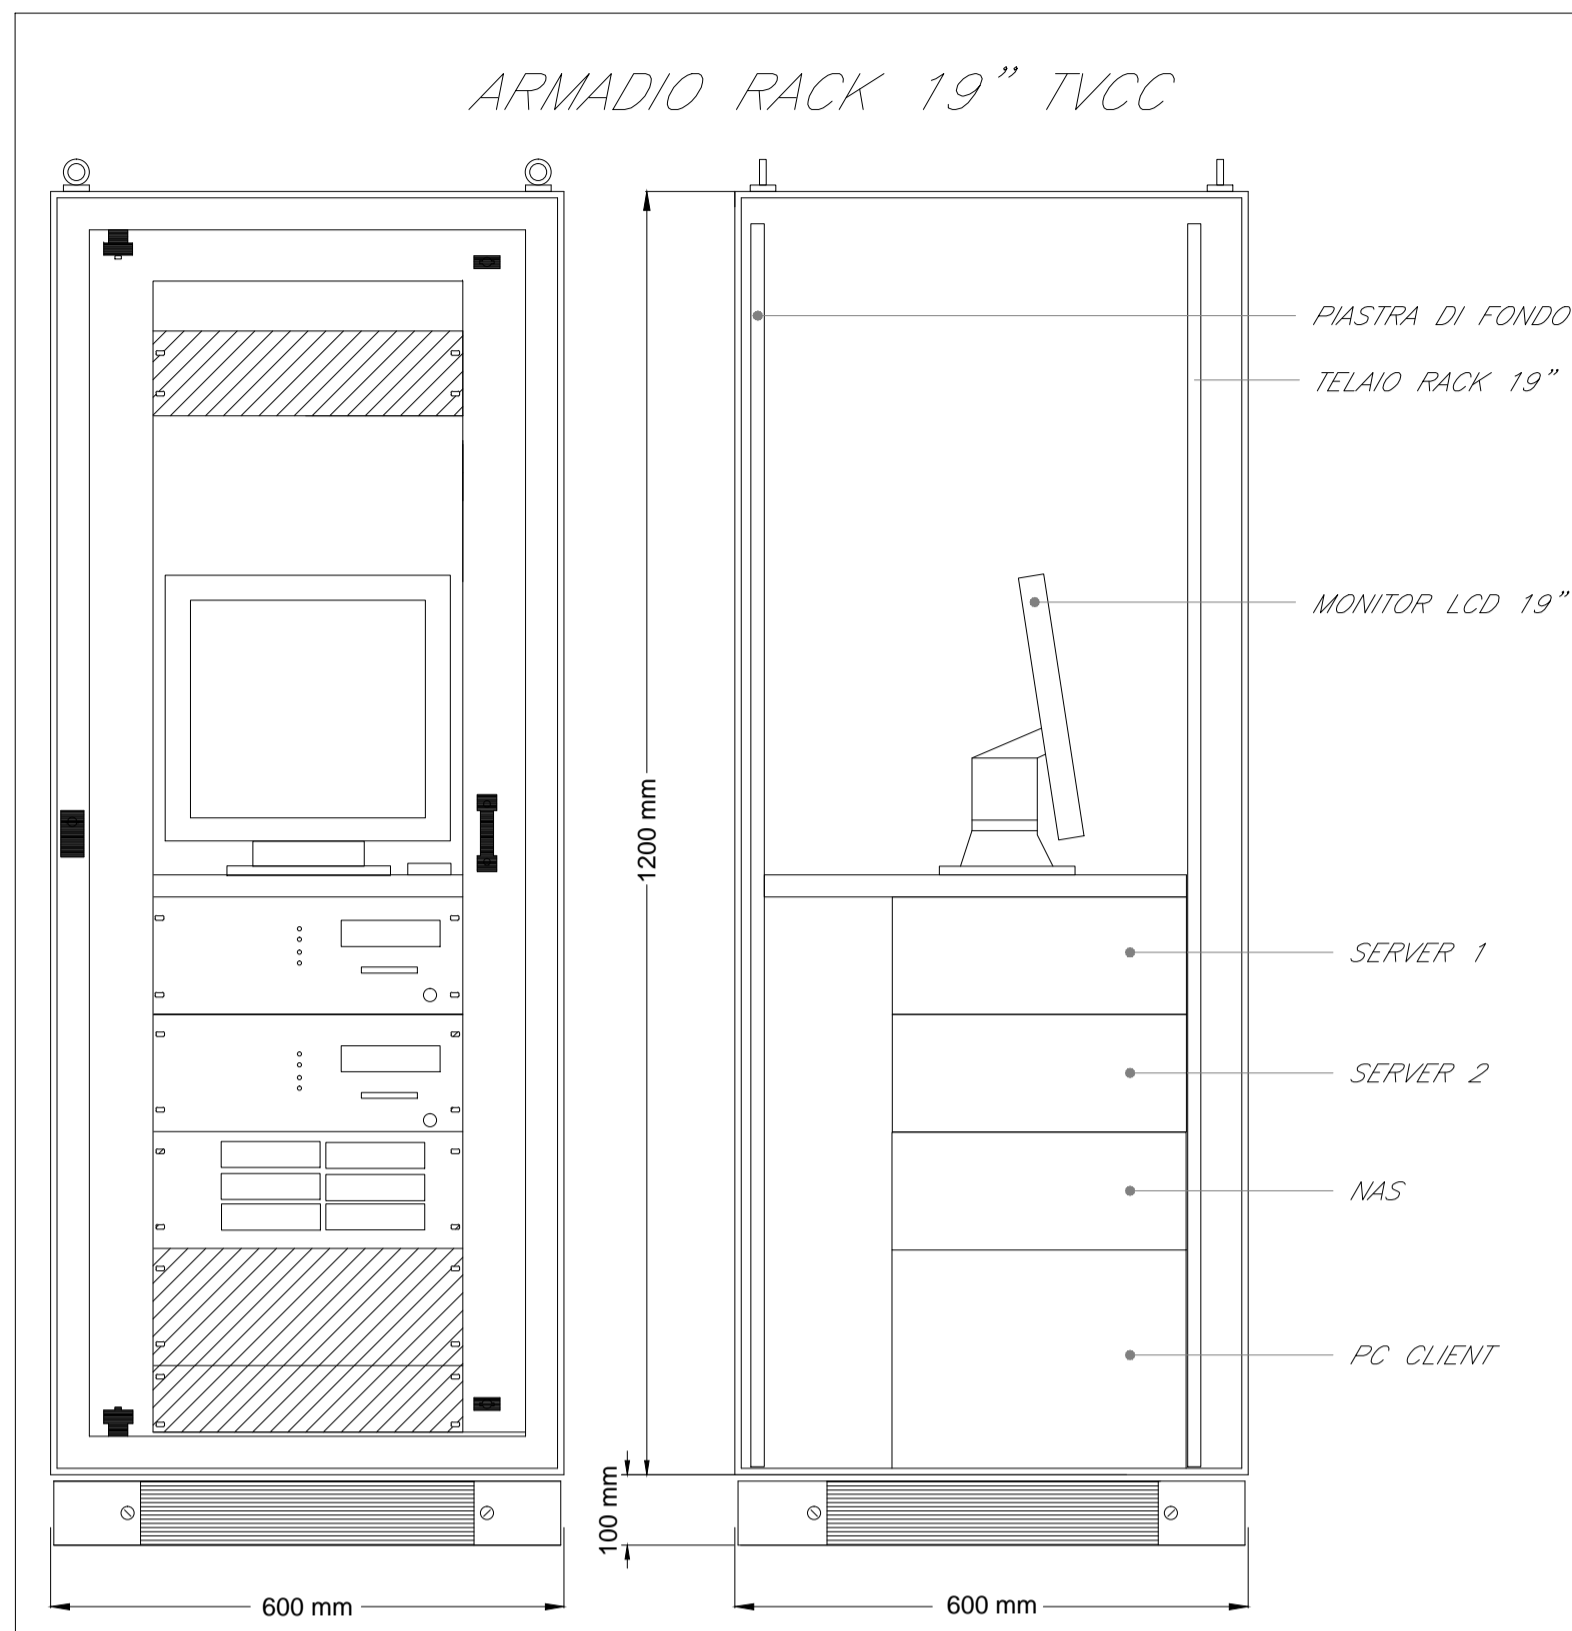 ARMADIO RACK 19” TVCC
PIASTRA DI FONDO
TELAIO RACK 19”
MONITOR LCD 19”
1200 mm
SERVER 1
SERVER 2
NAS
PC CLIENT
100 mm
600 mm
600 mm